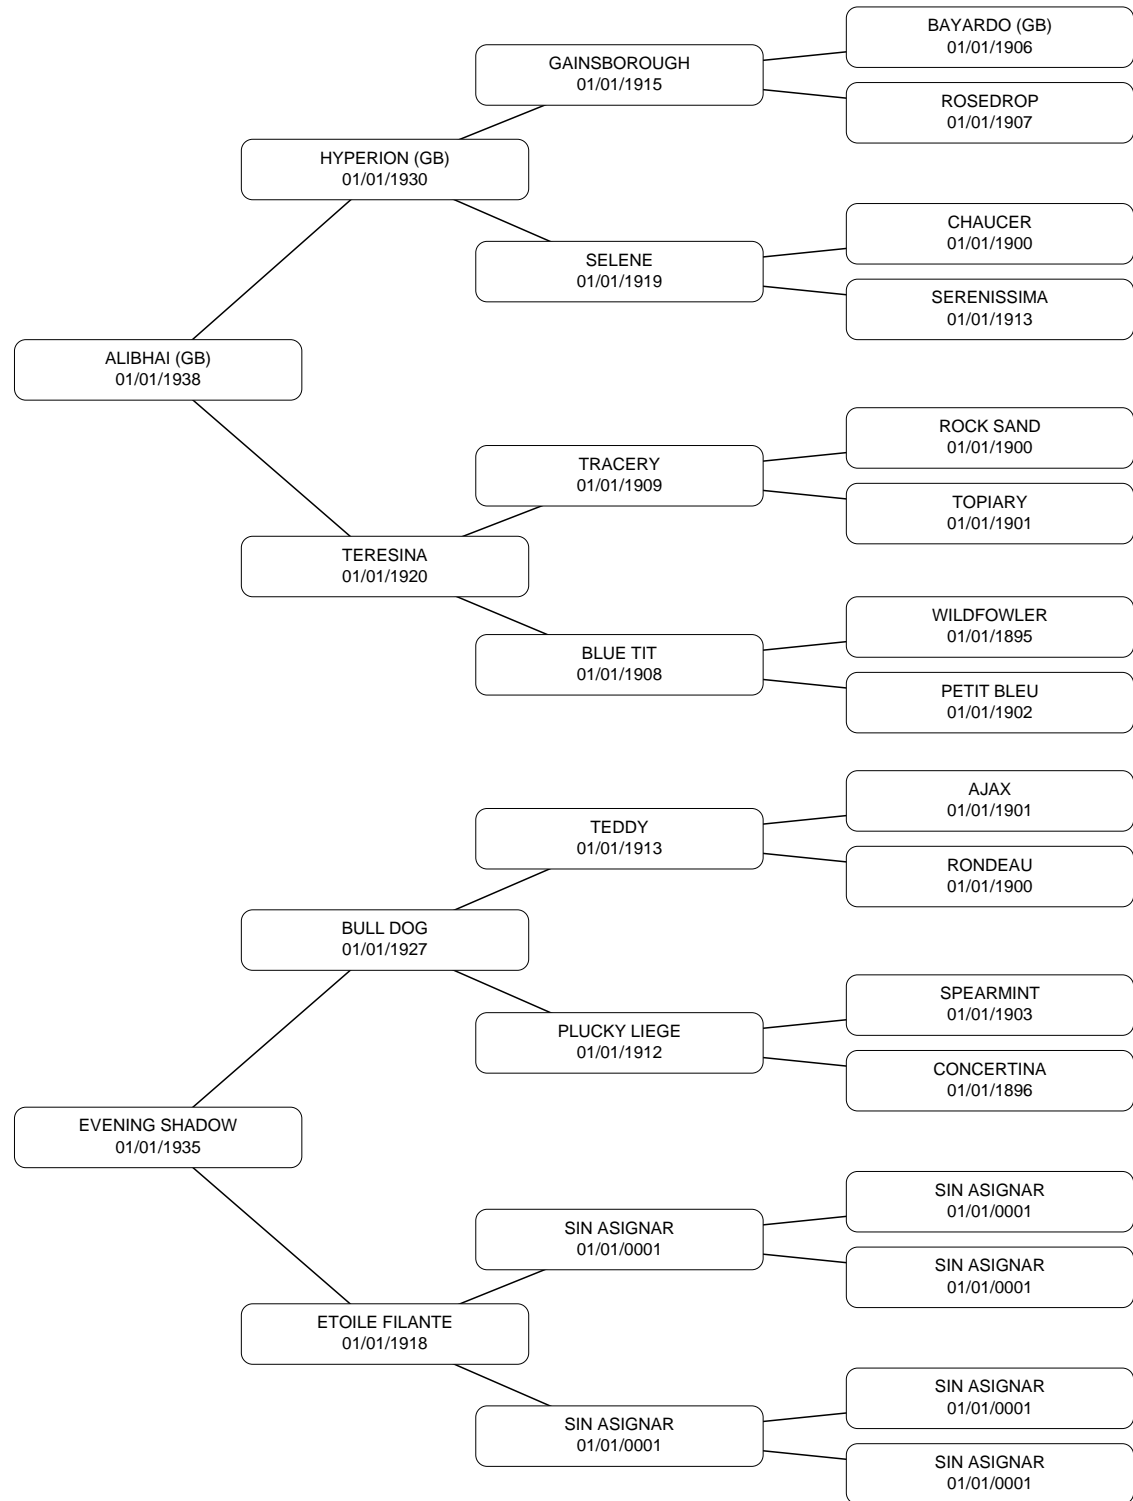 BAYARDO (GB)
01/01/1906
GAINSBOROUGH
01/01/1915
ROSEDROP
01/01/1907
HYPERION (GB)
01/01/1930
CHAUCER
01/01/1900
SELENE
01/01/1919
SERENISSIMA
01/01/1913
ALIBHAI (GB)
01/01/1938
ROCK SAND
01/01/1900
TRACERY
01/01/1909
TOPIARY
01/01/1901
TERESINA
01/01/1920
WILDFOWLER
01/01/1895
BLUE TIT
01/01/1908
PETIT BLEU
01/01/1902
AJAX
01/01/1901
TEDDY
01/01/1913
RONDEAU
01/01/1900
BULL DOG
01/01/1927
SPEARMINT
01/01/1903
PLUCKY LIEGE
01/01/1912
CONCERTINA
01/01/1896
EVENING SHADOW
01/01/1935
SIN ASIGNAR
01/01/0001
SIN ASIGNAR
01/01/0001
SIN ASIGNAR
01/01/0001
ETOILE FILANTE
01/01/1918
SIN ASIGNAR
01/01/0001
SIN ASIGNAR
01/01/0001
SIN ASIGNAR
01/01/0001